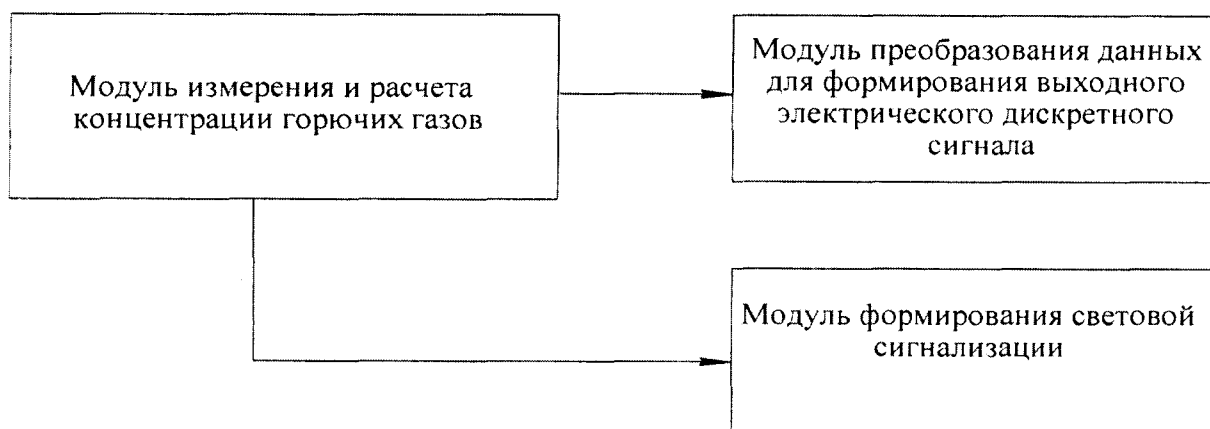 Модуль измерения и расчета
концентрации горючих газов
Модуль преобразования данных
для формирования выходного
электрического дискретного
сигнала
Модуль формирования световой
сигнализации